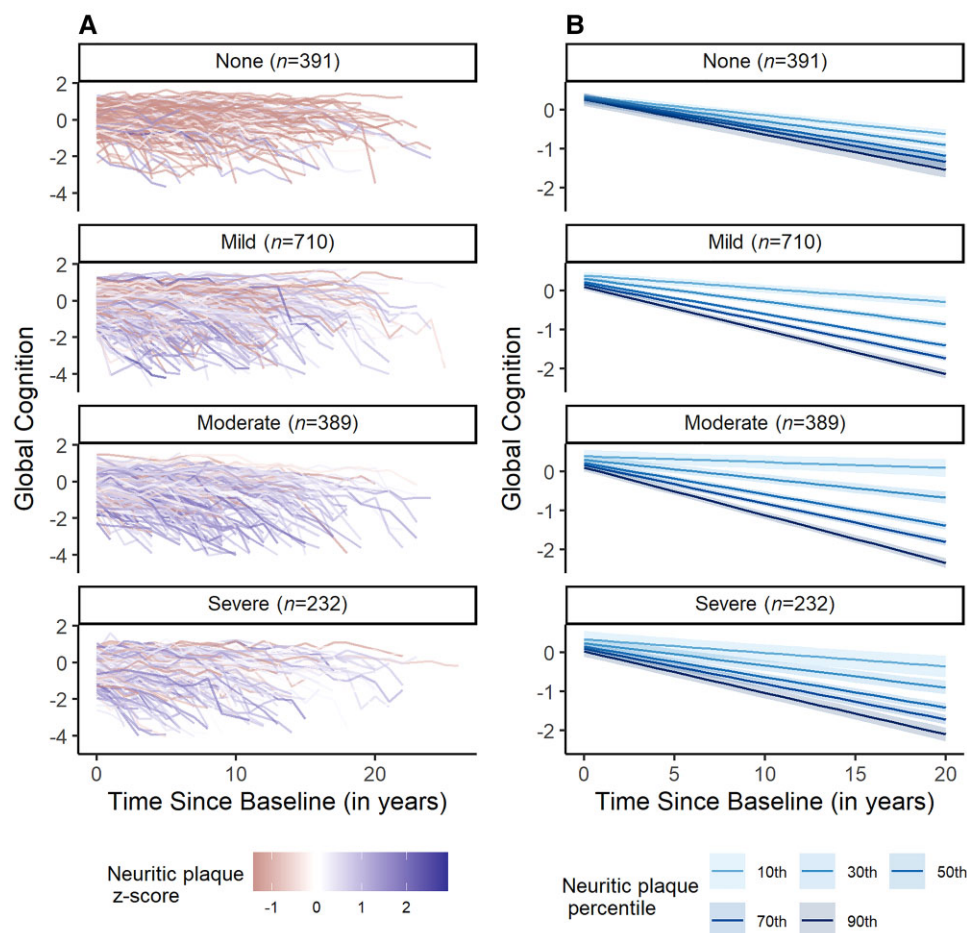 A
None (n=391)
2
0
-2
-4
Mild (n=710)
2
0
-2
-4
Moderate (n=389)
2
0
-2
-4
Severe (n=232)
2
0
-2
-4
0 10 20
Global Cognition
Time Since Baseline (in years)
Neuritic plaque
z-score
-1 0 1 2
B
None (n=391)
0
-1
-2
Mild (n=710)
0
-1
-2
Moderate (n=389)
0
-1
-2
Severe (n=232)
0
-1
-2
0 5 10 15 20
Global Cognition
Time Since Baseline (in years)
Neuritic plaque
percentile
10th 30th 50th
70th 90th